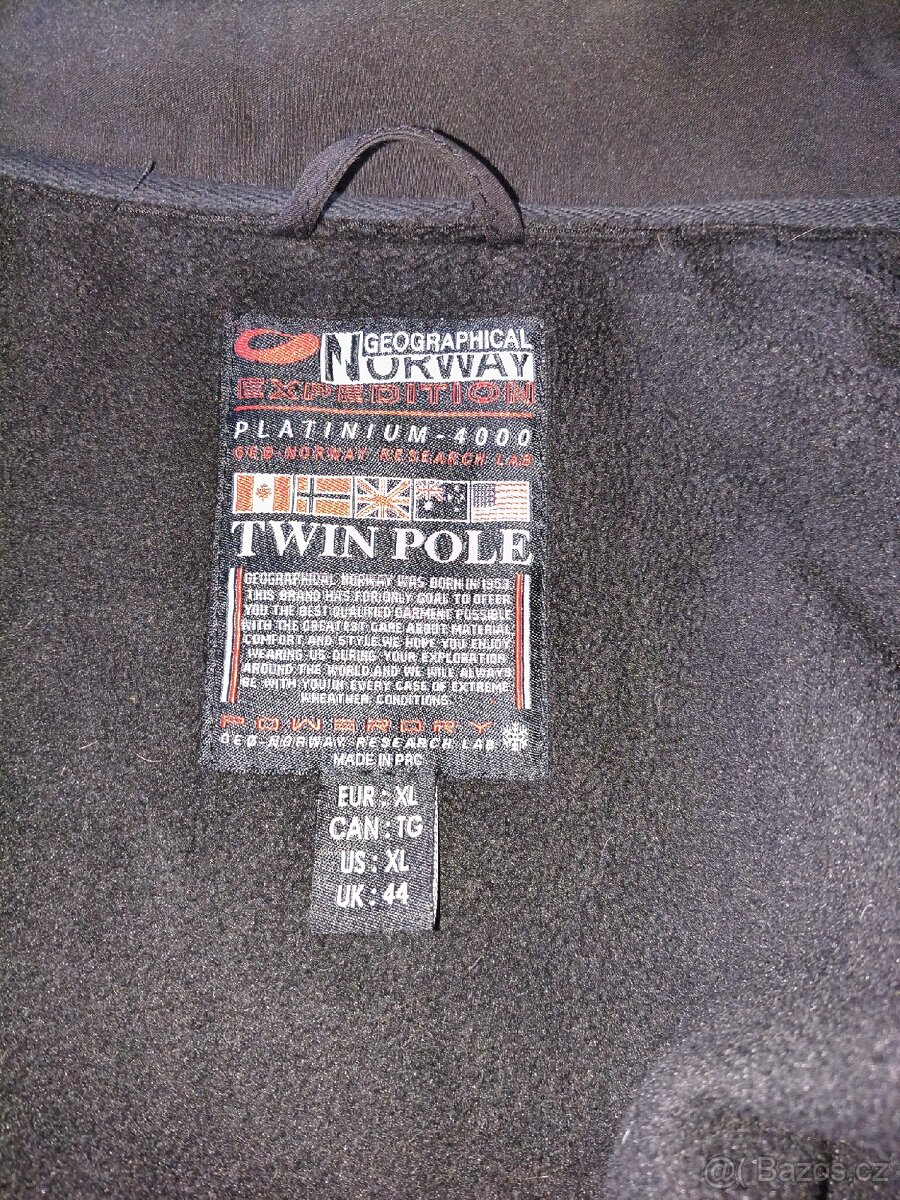 GEOGRAPHICAL
NORWAY
EXPEDITION
PLATINIUM-4000
GEO-NORWAY RESEARCH LAB
TWIN POLE
GEOGRAPHICAL NORWAY WAS BORN IN 1953
THIS BRAND HAS FOR ONLY GOAL TO OFFER
YOU THE BEST QUALIFIED GARMENT POSSIBLE
WITH THE GREATEST CARE ABOUT MATERIAL,
COMFORT AND STYLE.WE HOPE YOU ENJOY
WEARING US DURING YOUR EXPLORATION
AROUND THE WORLD.AND WE WILL ALWAYS
BE WITH YOU IN EVERY CASE OF EXTREME
WHEATHER CONDITIONS.
POWERDRY
GEO-NORWAY RESEARCH LAB
MADE IN PRC
EUR : XL
CAN : TG
US : XL
UK : 44
@( Bazoš.cz